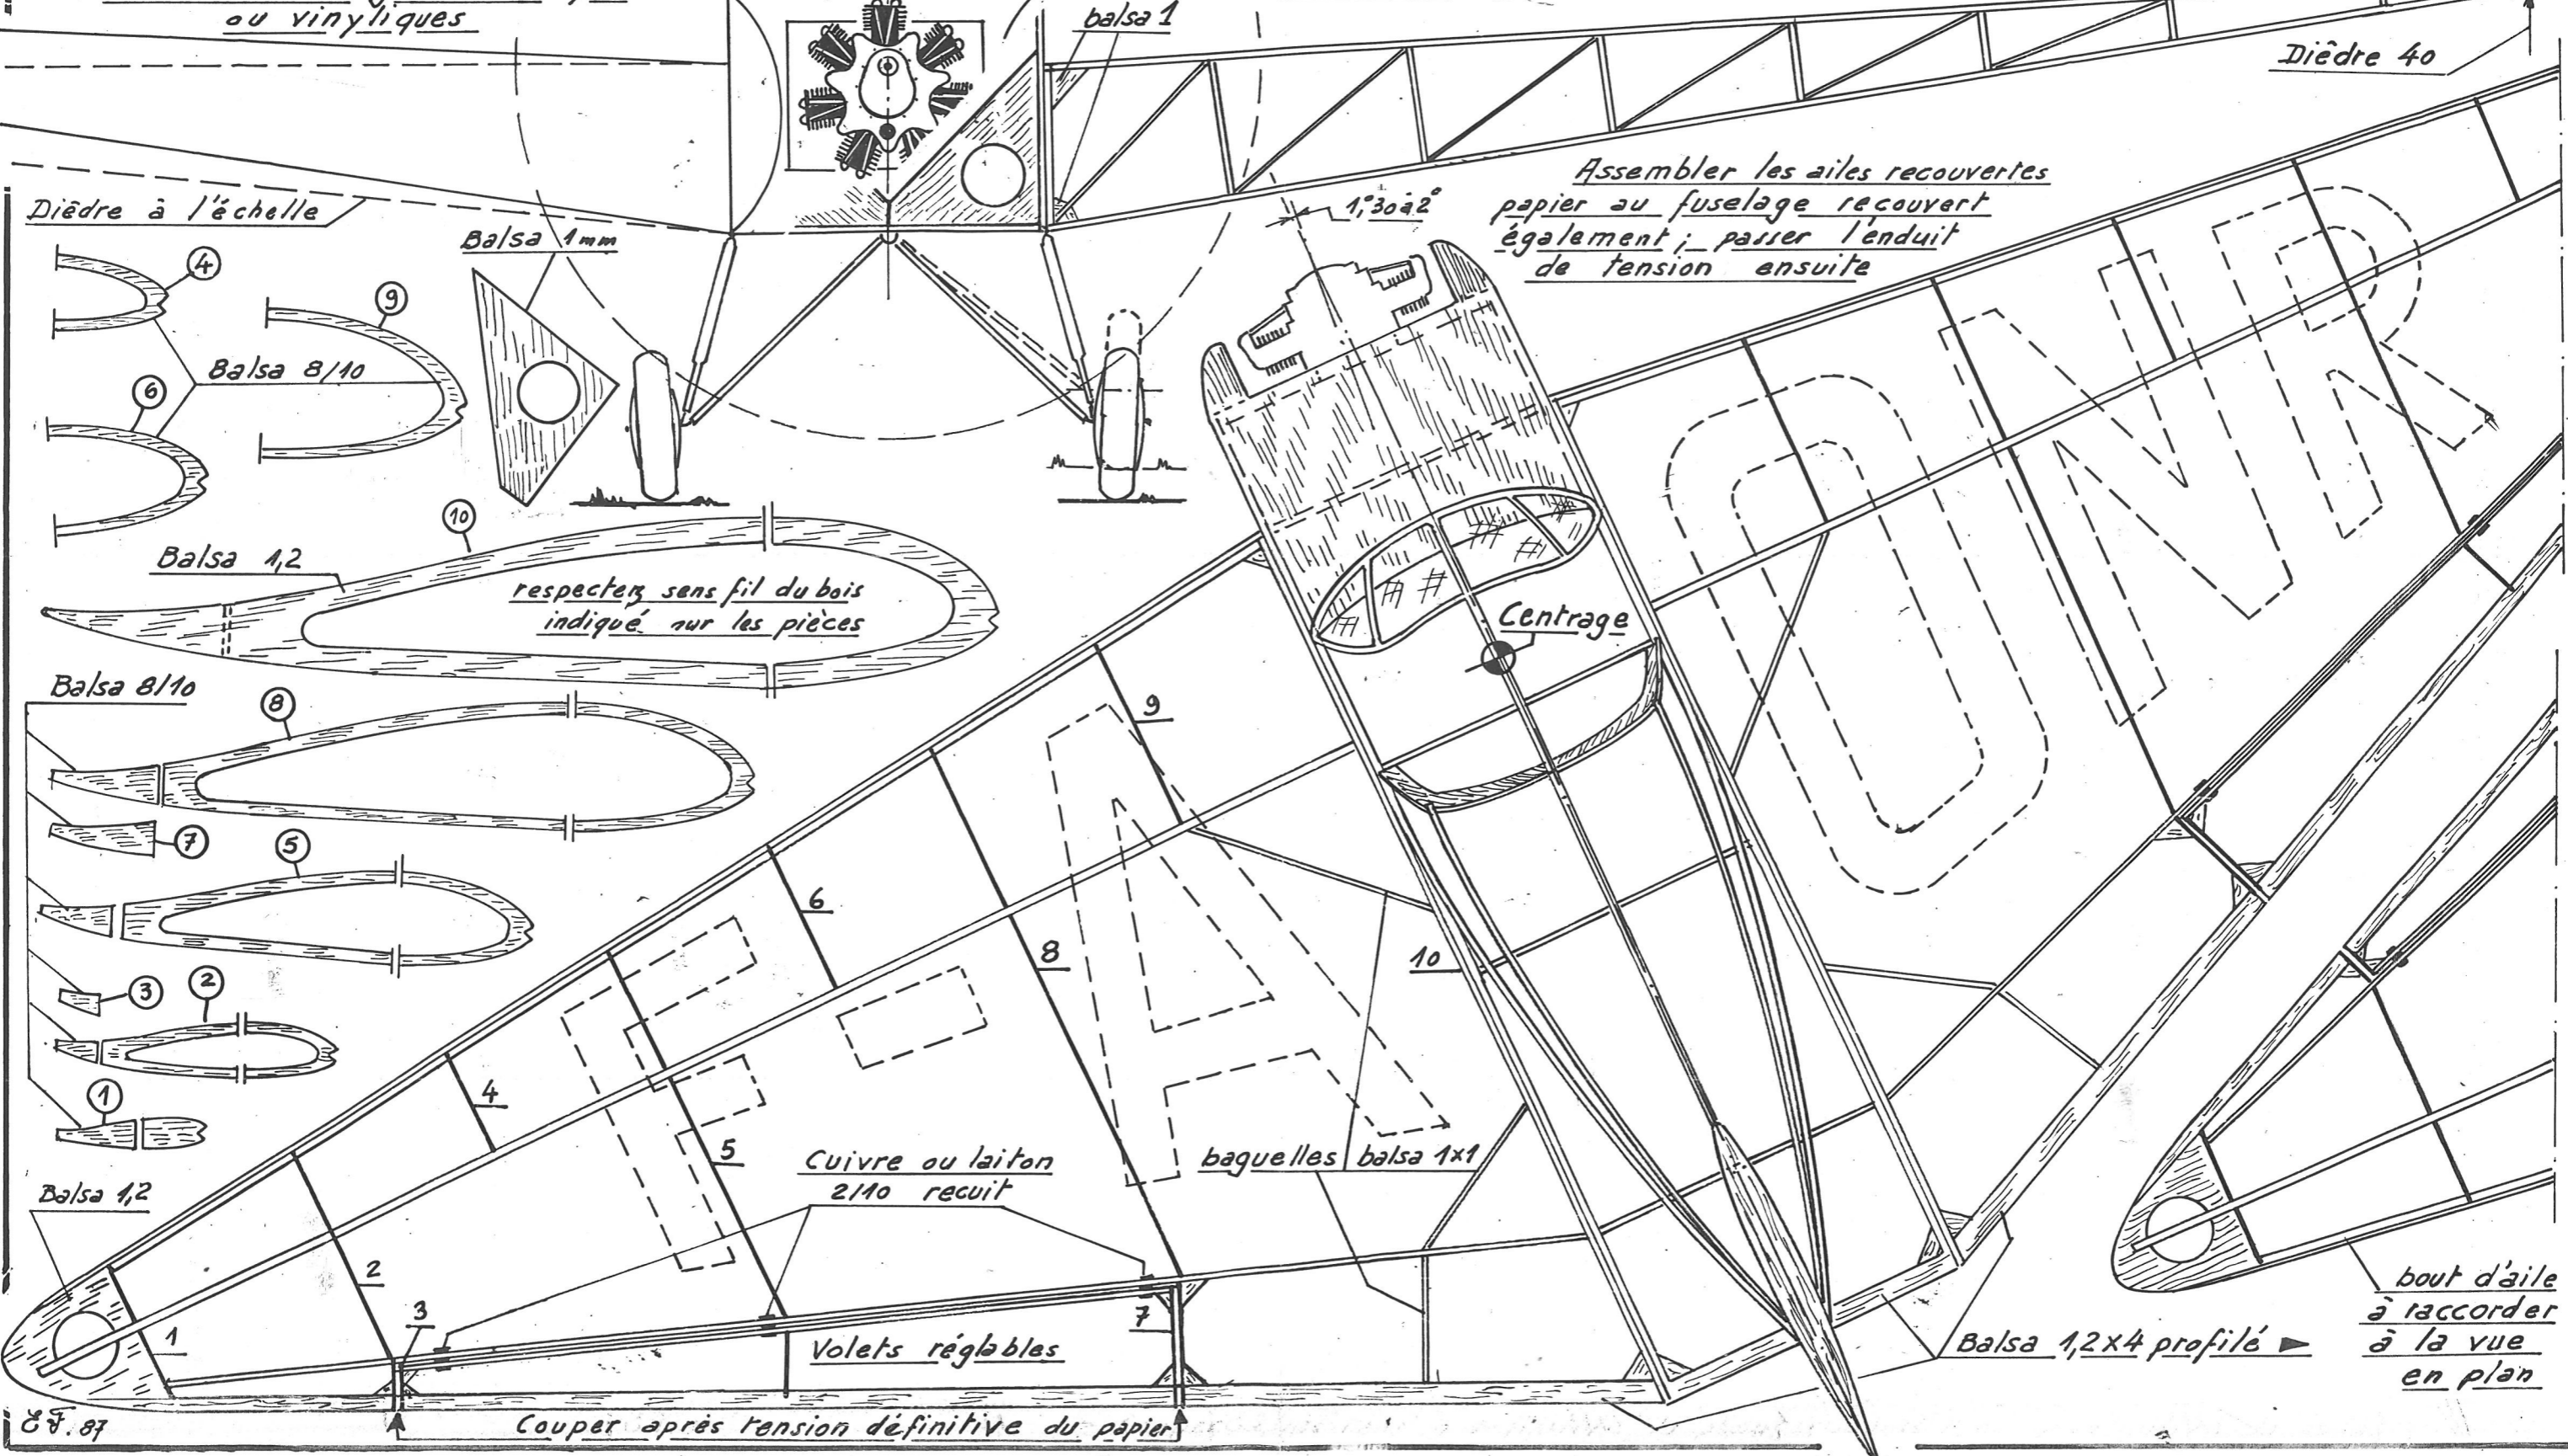 ou vinyliques
balsa 1
Dièdre 40
Assembler les ailes recouvertes
papier au fuselage recouvert
également; passer l'enduit
de tension ensuite
1°,30 à 2°
Dièdre à l'échelle
Balsa 1mm
4
9
Balsa 8/10
6
10
Balsa 1,2
respectez sens fil du bois
indiqué sur les pièces
Centrage
Balsa 8/10
8
7
5
3
2
1
9
6
8
10
4
5
Cuivre ou laiton
2/10 recuit
baguettes balsa 1x1
Balsa 1,2
2
3
1
7
Volets réglables
Balsa 1,2x4 profilé
bout d'aile
à raccorder
à la vue
en plan
F-A
ONR
Couper après tension définitive du papier
E.F. 87